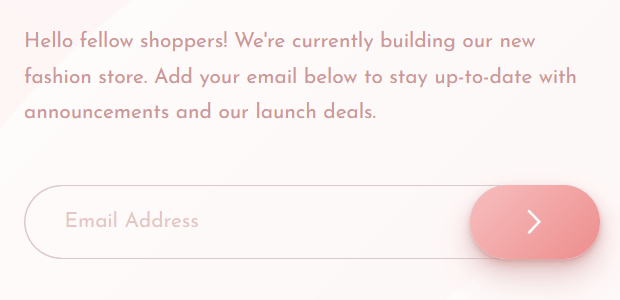 Hello fellow shoppers! We're currently building our new
fashion store. Add your email below to stay up-to-date with
announcements and our launch deals.
Email Address